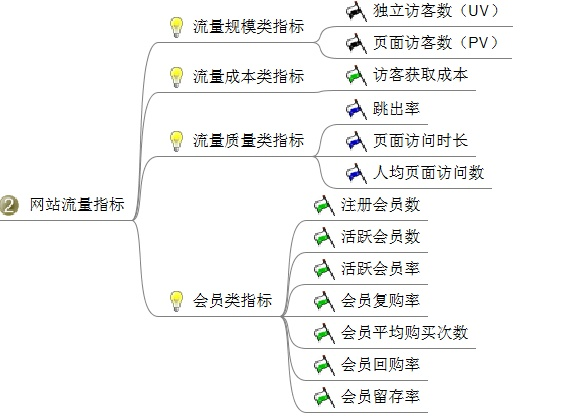 2
网站流量指标
流量规模类指标
独立访客数（UV）
页面访客数（PV）
流量成本类指标
访客获取成本
流量质量类指标
跳出率
页面访问时长
人均页面访问数
会员类指标
注册会员数
活跃会员数
活跃会员率
会员复购率
会员平均购买次数
会员回购率
会员留存率